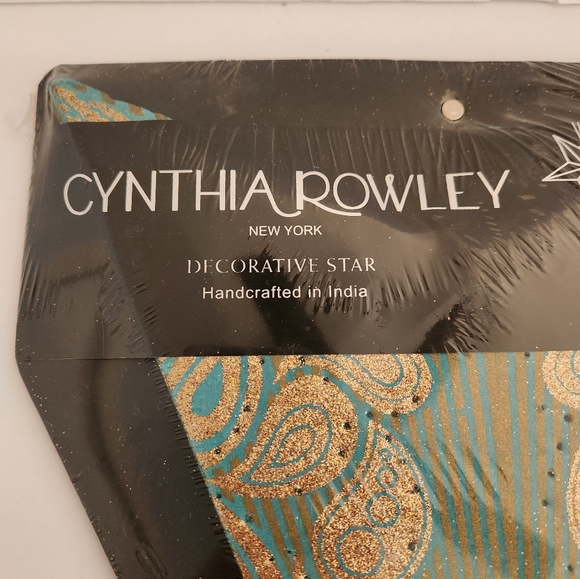 CYNTHIA ROWLEY
NEW YORK
DECORATIVE STAR
Handcrafted in India